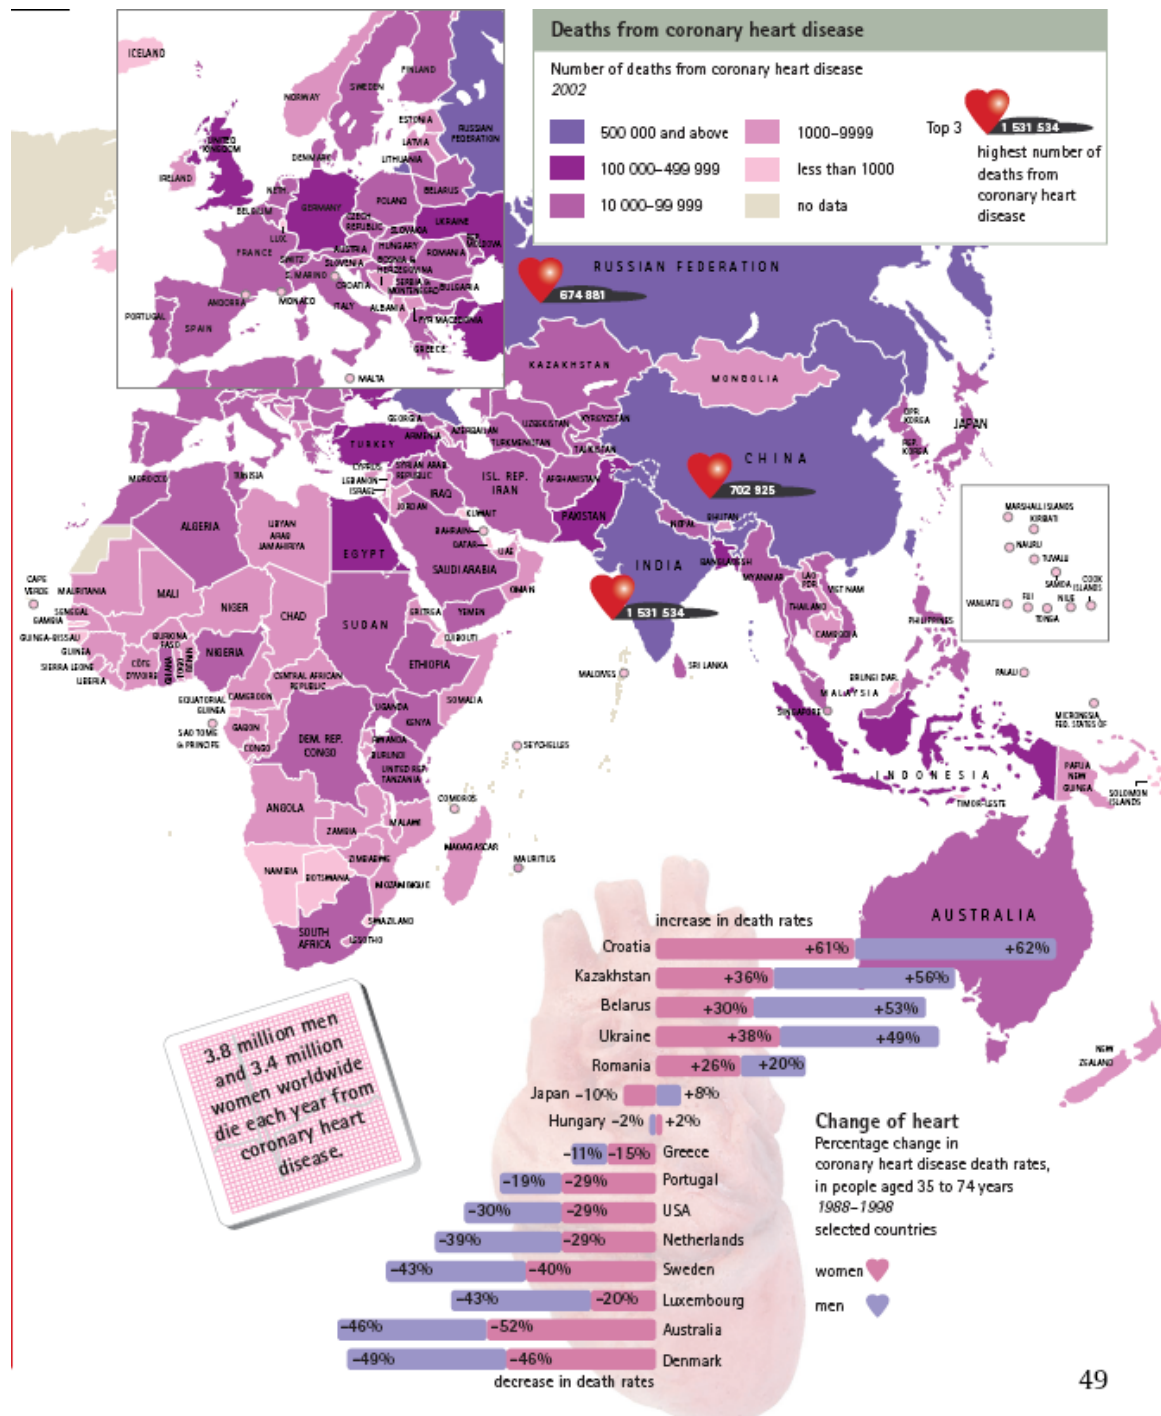 Deaths from coronary heart disease
Number of deaths from coronary heart disease
2002
500 000 and above
100 000–499 999
10 000–99 999
1000–9999
less than 1000
no data
Top 3
1 531 534
highest number of
deaths from
coronary heart
disease
ICELAND
NORWAY
SWEDEN
FINLAND
ESTONIA
LATVIA
LITHUANIA
RUSSIAN
FEDERATION
UNITED
KINGDOM
IRELAND
DENMARK
NETH
BELGIUM
LUX.
GERMANY
POLAND
BELARUS
CZECH
REPUBLIC
SLOVAKIA
UKRAINE
REP.
MOLDOVA
FRANCE
SWITZ
AUSTRIA
HUNGARY
SLOVENIA
ROMANIA
BOSNIA &
HERZEGOVINA
S. MARINO
CROATIA
SERBIA &
MONTENEGRO
BULGARIA
ANDORRA
MONACO
ITALY
ALBANIA
FYR MACEDONIA
PORTUGAL
SPAIN
GREECE
MALTA
RUSSIAN FEDERATION
674 881
KAZAKHSTAN
MONGOLIA
GEORGIA
ARMENIA
AZERBAIJAN
UZBEKISTAN
KYRGYZSTAN
TURKMENISTAN
TAJIKISTAN
TURKEY
CYPRUS
LEBANON
ISRAEL
SYRIAN ARAB
REPUBLIC
JORDAN
IRAQ
ISL. REP.
IRAN
AFGHANISTAN
KUWAIT
BAHRAIN
QATAR
UAE
PAKISTAN
NEPAL
BHUTAN
CHINA
702 925
DPR
KOREA
REP.
KOREA
JAPAN
MOROCCO
TUNISIA
ALGERIA
LIBYAN
ARAB
JAMAHIRIYA
EGYPT
SAUDI ARABIA
OMAN
YEMEN
INDIA
1 531 534
BANGLADESH
MYANMAR
LAO
PDR
VIET NAM
THAILAND
CAMBODIA
PHILIPPINES
SRI LANKA
MALDIVES
BRUNEI DAR.
MALAYSIA
SINGAPORE
INDONESIA
TIMOR-LESTE
PAPUA
NEW
GUINEA
SOLOMON
ISLANDS
PALAU
MICRONESIA
FED. STATES OF
MARSHALL ISLANDS
KIRIBATI
NAURU
TUVALU
SAMOA
COOK
ISLANDS
VANUATU
FIJI
TONGA
NIUE
CAPE
VERDE
MAURITANIA
MALI
NIGER
CHAD
SUDAN
ERITREA
DJIBOUTI
SENEGAL
GAMBIA
GUINEA-BISSAU
GUINEA
SIERRA LEONE
LIBERIA
BURKINA
FASO
CÔTE
D'IVOIRE
GHANA
TOGO
BENIN
NIGERIA
CENTRAL AFRICAN
REPUBLIC
ETHIOPIA
SOMALIA
EQUATORIAL
GUINEA
CAMEROON
SAO TOME
& PRINCIPE
GABON
CONGO
DEM. REP.
CONGO
UGANDA
KENYA
RWANDA
BURUNDI
UNITED REP.
TANZANIA
SEYCHELLES
COMOROS
ANGOLA
ZAMBIA
MALAWI
ZIMBABWE
MOZAMBIQUE
MADAGASCAR
MAURITIUS
NAMIBIA
BOTSWANA
SWAZILAND
LESOTHO
SOUTH
AFRICA
AUSTRALIA
NEW
ZEALAND
3.8 million men
and 3.4 million
women worldwide
die each year from
coronary heart
disease.
increase in death rates
Croatia +61% +62%
Kazakhstan +36% +56%
Belarus +30% +53%
Ukraine +38% +49%
Romania +26% +20%
Japan –10% +8%
Hungary –2% +2%
–11% –15% Greece
–19% –29% Portugal
–30% –29% USA
–39% –29% Netherlands
–43% –40% Sweden
–43% –20% Luxembourg
–46% –52% Australia
–49% –46% Denmark
decrease in death rates
Change of heart
Percentage change in
coronary heart disease death rates,
in people aged 35 to 74 years
1988–1998
selected countries
women
men
49